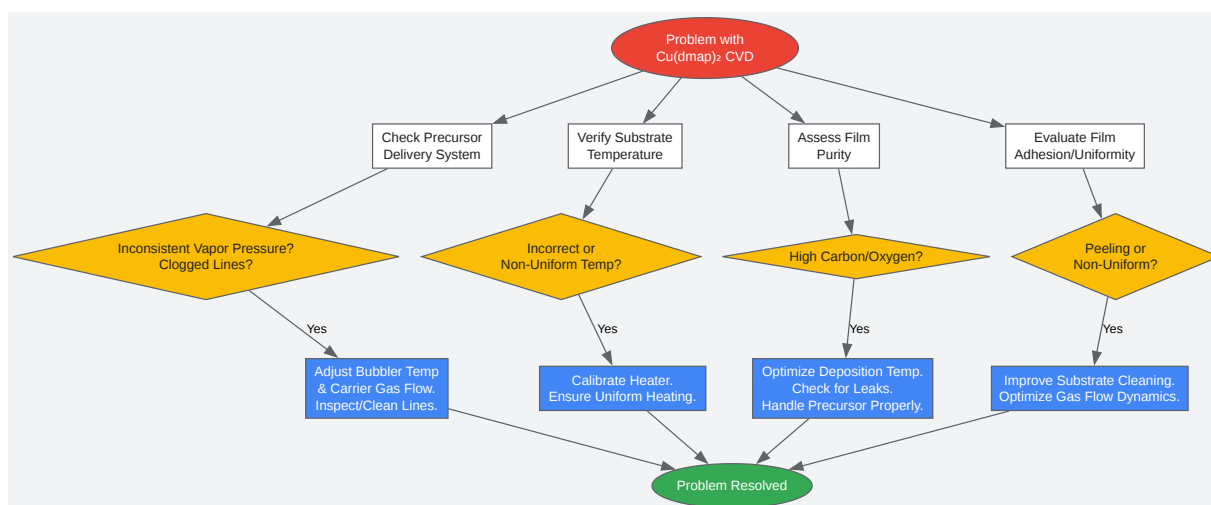 Problem with
Cu(dmap)₂ CVD
Check Precursor
Delivery System
Verify Substrate
Temperature
Assess Film
Purity
Evaluate Film
Adhesion/Uniformity
Inconsistent Vapor Pressure?
Clogged Lines?
Incorrect or
Non-Uniform Temp?
High Carbon/Oxygen?
Peeling or
Non-Uniform?
Yes
Yes
Yes
Yes
Adjust Bubbler Temp
& Carrier Gas Flow.
Inspect/Clean Lines.
Calibrate Heater.
Ensure Uniform Heating.
Optimize Deposition Temp.
Check for Leaks.
Handle Precursor Properly.
Improve Substrate Cleaning.
Optimize Gas Flow Dynamics.
Problem Resolved